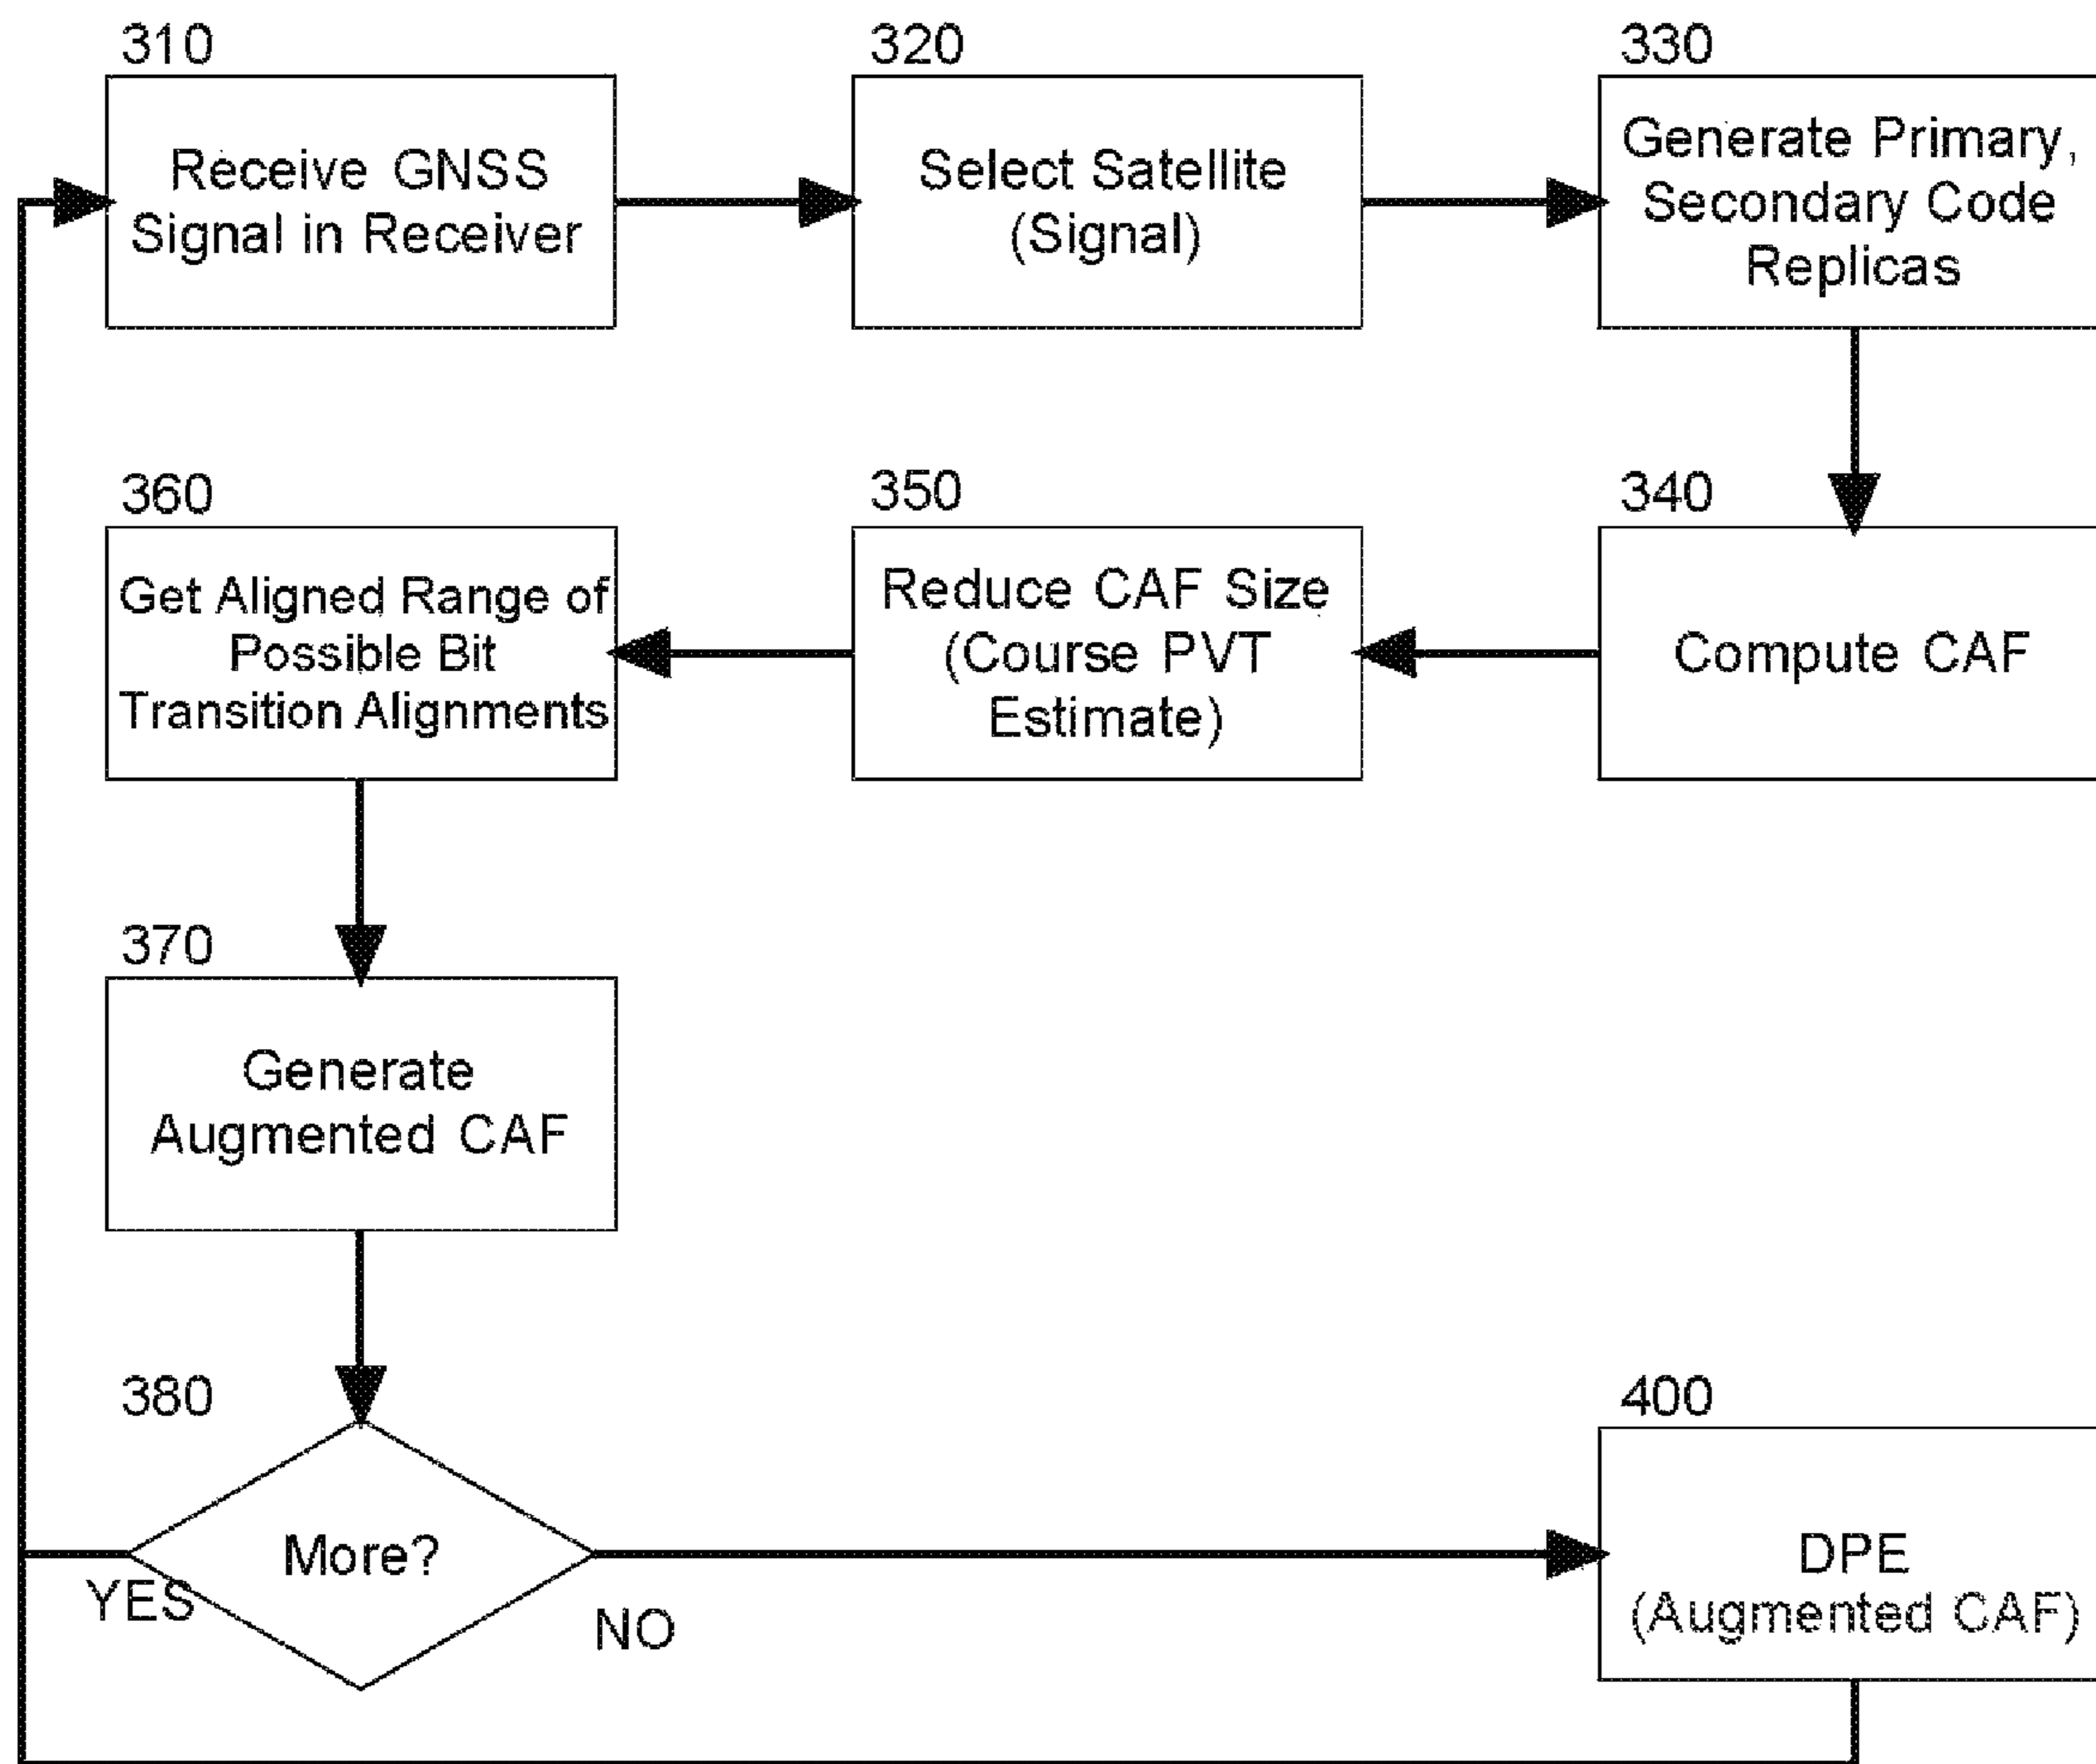 310
Receive GNSS
Signal in Receiver
320
Select Satellite
(Signal)
330
Generate Primary,
Secondary Code
Replicas
340
Compute CAF
350
Reduce CAF Size
(Course PVT
Estimate)
360
Get Aligned Range of
Possible Bit
Transition Alignments
370
Generate
Augmented CAF
380
More?
YES
NO
400
DPE
(Augmented CAF)